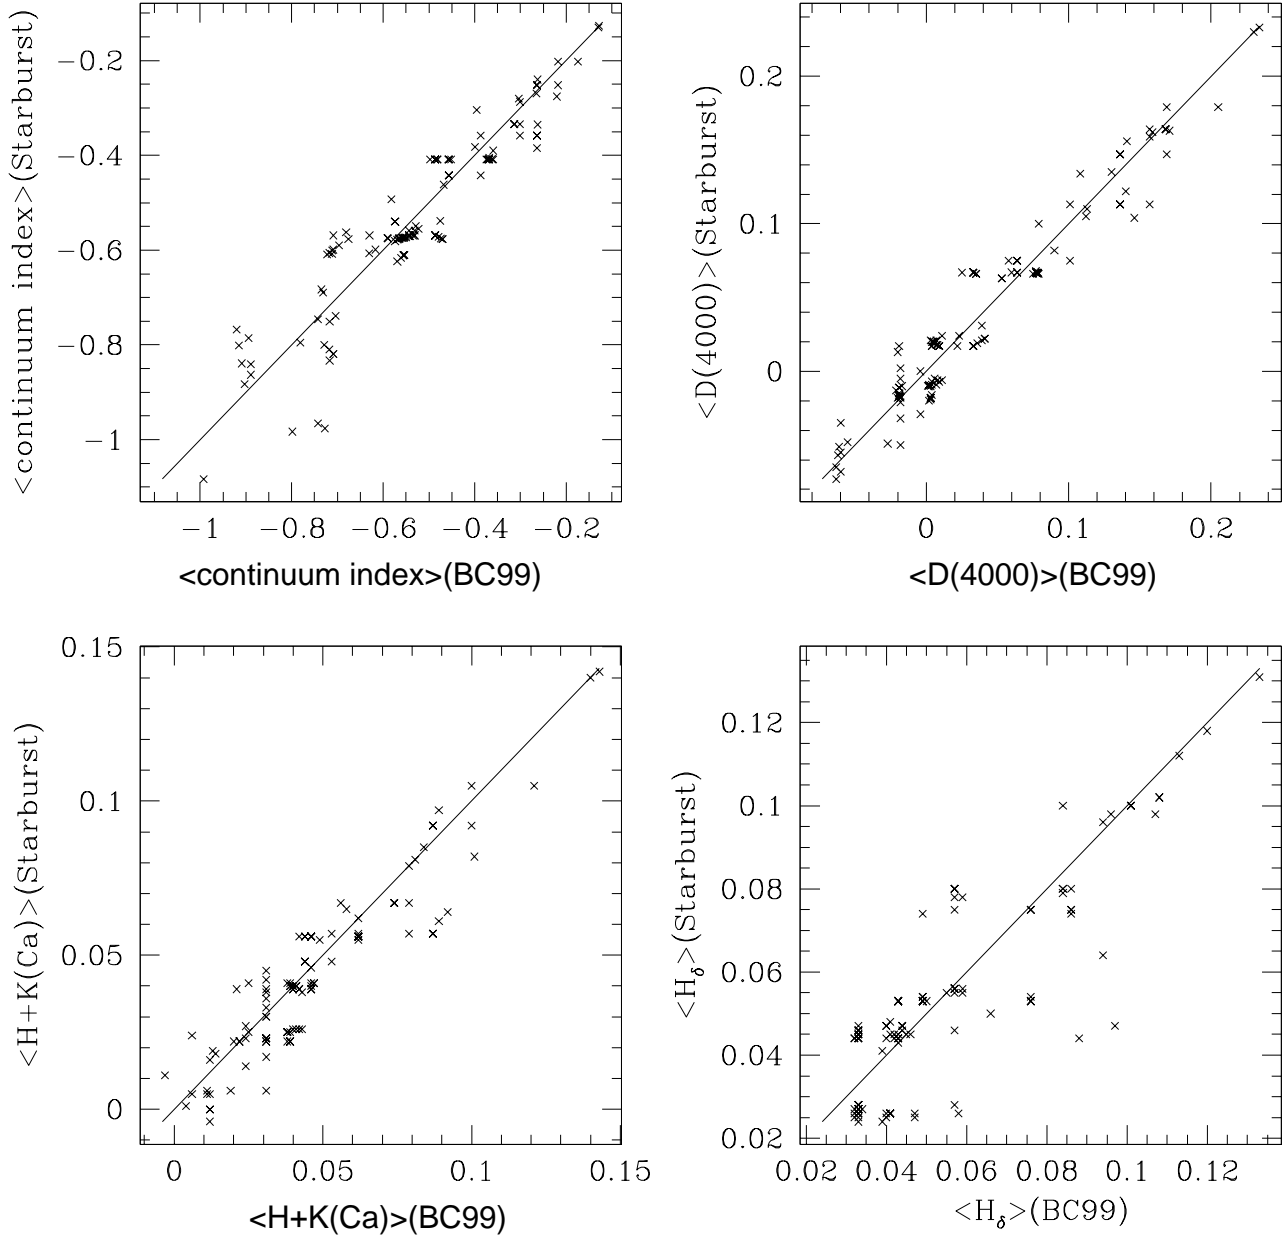 <continuum index>(Starburst)
−0.2
−0.4
−0.6
−0.8
−1
−1 −0.8 −0.6 −0.4 −0.2
<continuum index>(BC99)
<D(4000)>(Starburst)
0.2
0.1
0
0 0.1 0.2
<D(4000)>(BC99)
<H+K(Ca)>(Starburst)
0.15
0.1
0.05
0
0 0.05 0.1 0.15
<H+K(Ca)>(BC99)
<Hδ>(Starburst)
0.12
0.1
0.08
0.06
0.04
0.02
0.02 0.04 0.06 0.08 0.1 0.12
<Hδ>(BC99)